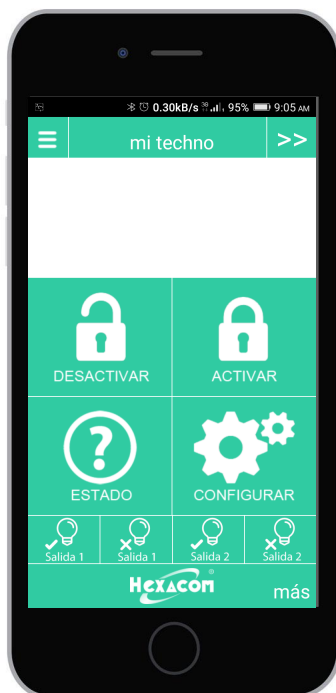 0.30kB/s 3G 95% 9:05 AM
mi techno >>
DESACTIVAR ACTIVAR
? 
ESTADO CONFIGURAR
Salida 1 Salida 1 Salida 2 Salida 2
HEXACOM ®
más